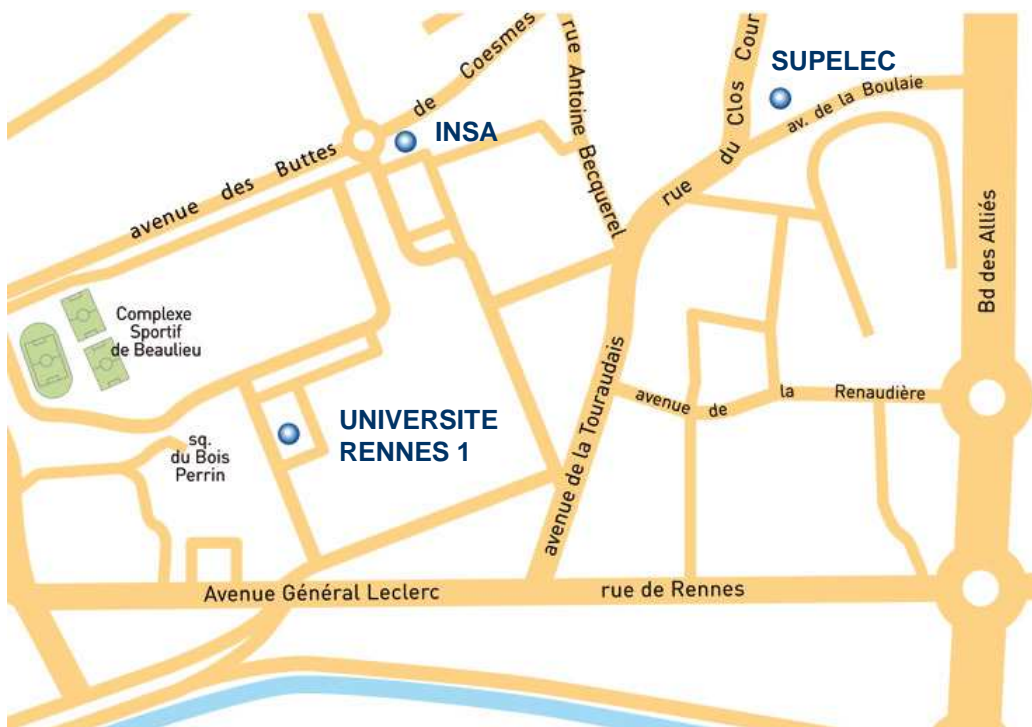 SUPELEC
INSA
avenue des Buttes de Coesmes
rue Antoine Becquerel
rue du Clos Cour
av. de la Boulaie
Bd des Alliés
Complexe
Sportif
de Beaulieu
UNIVERSITE
RENNES 1
sq.
du Bois
Perrin
avenue de la Touraudais
avenue de la Renaudière
Avenue Général Leclerc
rue de Rennes